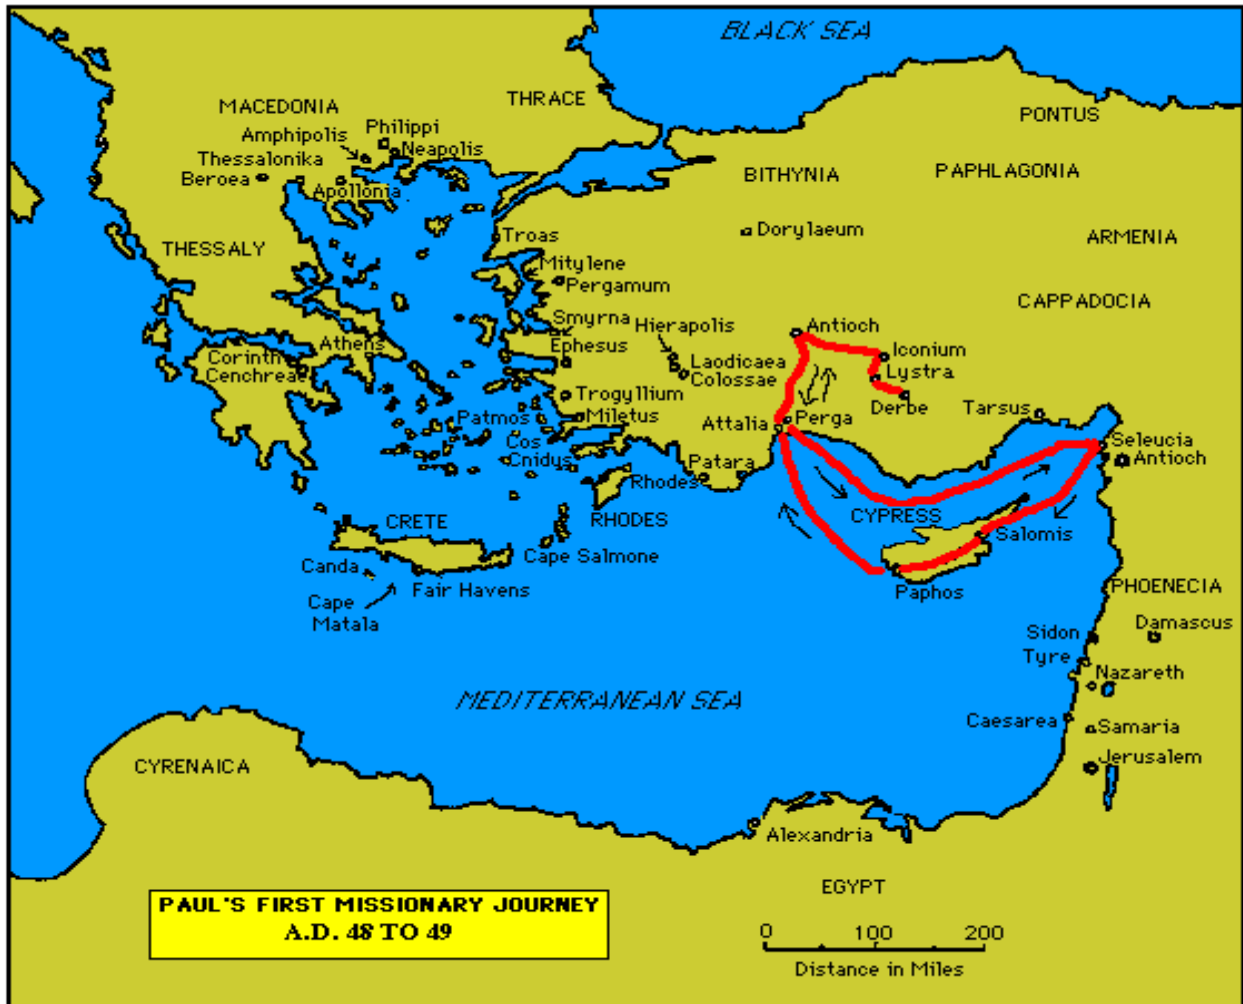 BLACK SEA
THRACE
MACEDONIA
PONTUS
Philippi
Amphipolis
Neapolis
Thessalonika
Beroea
Apollonia
BITHYNIA
PAPHLAGONIA
Dorylaeum
ARMENIA
THESSALY
Troas
Mitylene
Pergamum
CAPPADOCIA
Smyrna
Hierapolis
Antioch
Athens
Ephesus
Iconium
Corinth
Laodicaea
Lystra
Cenchreae
Colossae
Trogyllium
Derbe
Tarsus
Patmos
Miletus
Attalia
Perga
Cos
Seleucia
Cnidus
Patara
Antioch
Rhodes
CRETE
RHODES
CYPRESS
Salomis
Cape Salmone
Canda
Fair Havens
Paphos
PHOENECIA
Cape
Matala
Damascus
Sidon
Tyre
Nazareth
MEDITERRANEAN SEA
Caesarea
Samaria
Jerusalem
CYRENAICA
Alexandria
EGYPT
PAUL'S FIRST MISSIONARY JOURNEY
A.D. 48 TO 49
0 100 200
Distance in Miles